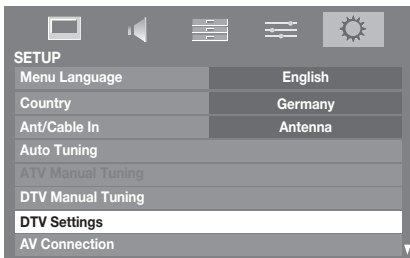 SETUP
Menu Language English
Country Germany
Ant/Cable In Antenna
Auto Tuning
ATV Manual Tuning
DTV Manual Tuning
DTV Settings
AV Connection